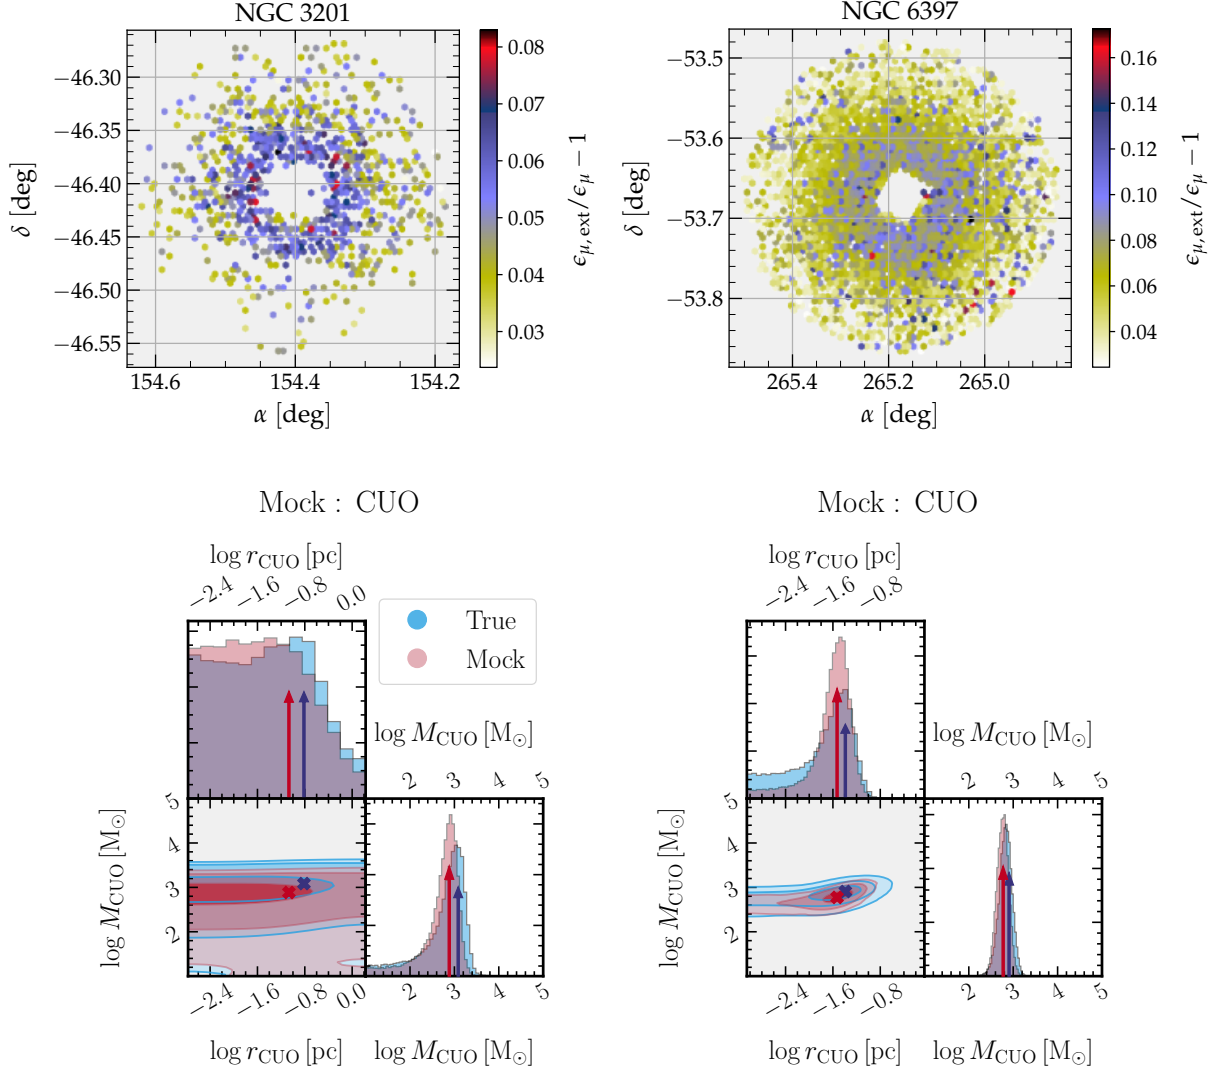 NGC 3201
NGC 6397
−46.30
−46.35
−46.40
−46.45
−46.50
−46.55
δ [deg]
154.6
154.4
154.2
α [deg]
0.08
0.07
0.06
0.05
0.04
0.03
ϵμ,ext/ϵμ − 1
−53.5
−53.6
−53.7
−53.8
δ [deg]
265.4
265.2
265.0
α [deg]
0.16
0.14
0.12
0.10
0.08
0.06
0.04
ϵμ,ext/ϵμ − 1
Mock : CUO
log rCUO [pc]
−2.4 −1.6 −0.8 0.0
True
Mock
log MCUO [M⊙]
2 3 4 5
5
4
3
2
log MCUO [M⊙]
−2.4 −1.6 −0.8 0.0
log rCUO [pc]
2 3 4 5
log MCUO [M⊙]
Mock : CUO
log rCUO [pc]
−2.4 −1.6 −0.8
log MCUO [M⊙]
2 3 4 5
5
4
3
2
log MCUO [M⊙]
−2.4 −1.6 −0.8
log rCUO [pc]
2 3 4 5
log MCUO [M⊙]